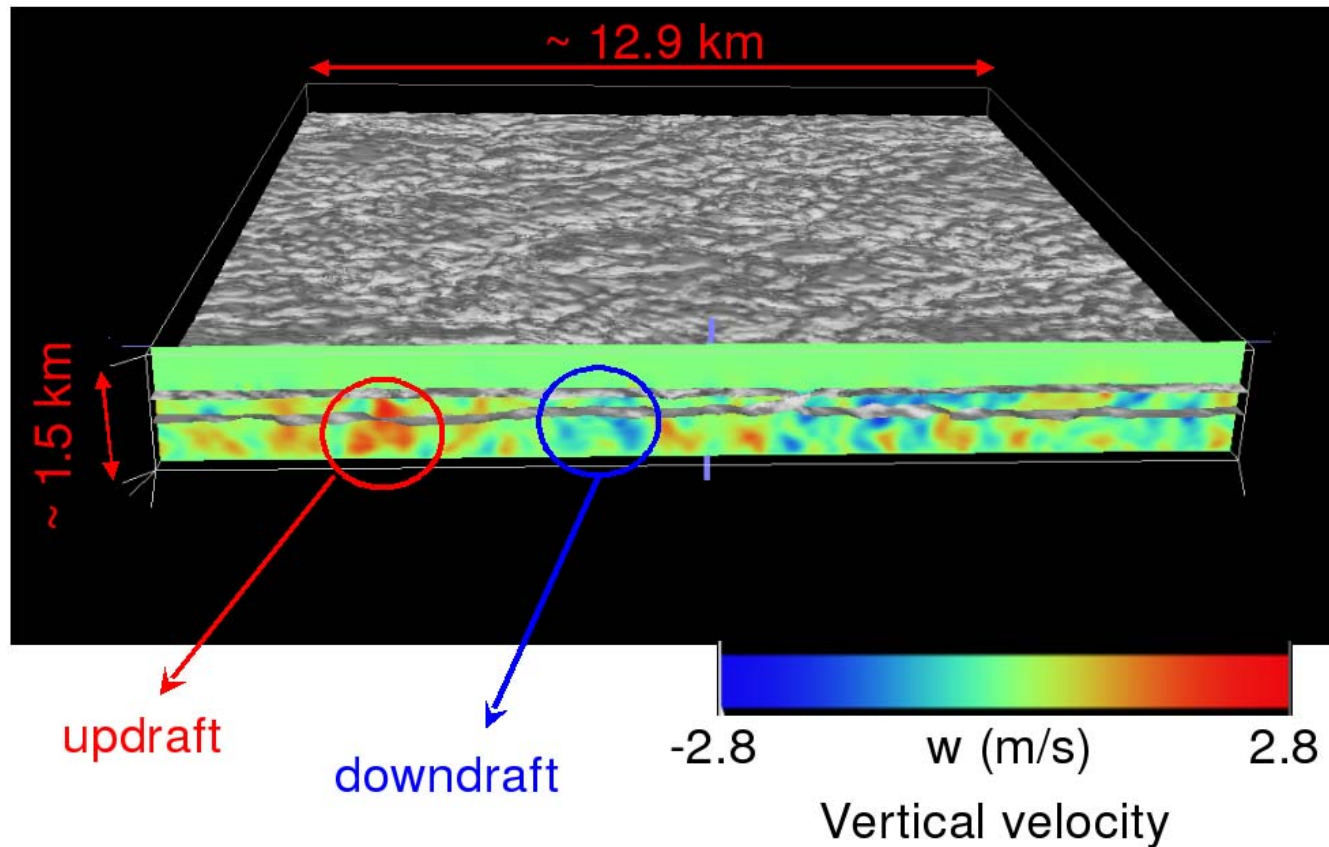 ~ 12.9 km
~ 1.5 km
updraft
downdraft
-2.8
w (m/s)
2.8
Vertical velocity